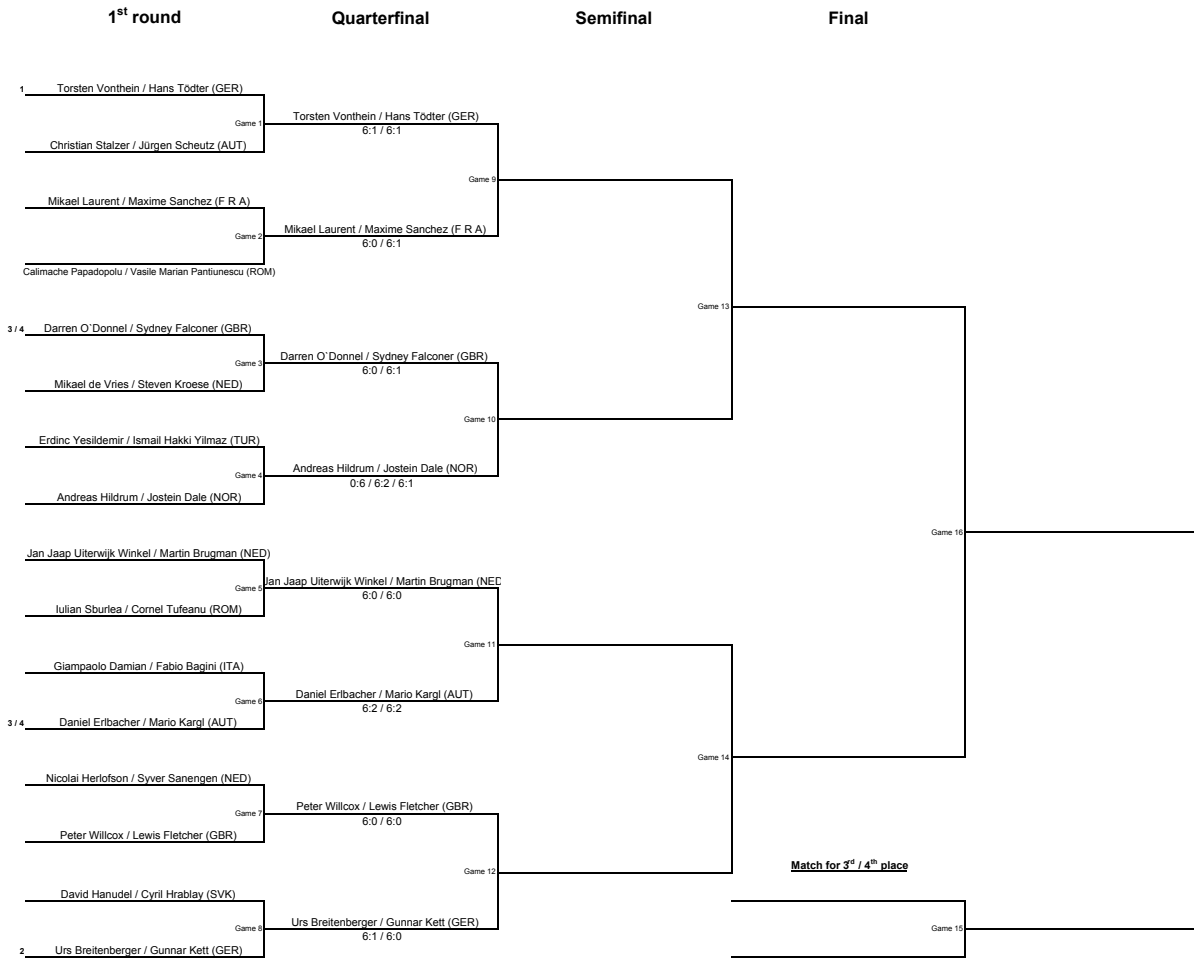 1st round Quarterfinal Semifinal Final
1 Torsten Vonthein / Hans Tödter (GER)
Game 1 Torsten Vonthein / Hans Tödter (GER)
6:1 / 6:1
Christian Stalzer / Jürgen Scheutz (AUT)
Game 9
Mikael Laurent / Maxime Sanchez (F R A)
Game 2 Mikael Laurent / Maxime Sanchez (F R A)
6:0 / 6:1
Calimache Papadopolu / Vasile Marian Pantiunescu (ROM)
Game 13
3 / 4 Darren O`Donnel / Sydney Falconer (GBR)
Game 3 Darren O`Donnel / Sydney Falconer (GBR)
6:0 / 6:1
Mikael de Vries / Steven Kroese (NED)
Game 10
Erdinc Yesildemir / Ismail Hakki Yilmaz (TUR)
Game 4 Andreas Hildrum / Jostein Dale (NOR)
0:6 / 6:2 / 6:1
Andreas Hildrum / Jostein Dale (NOR)
Game 16
Jan Jaap Uiterwijk Winkel / Martin Brugman (NED)
Game 5 Jan Jaap Uiterwijk Winkel / Martin Brugman (NED
6:0 / 6:0
Iulian Sburlea / Cornel Tufeanu (ROM)
Game 11
Giampaolo Damian / Fabio Bagini (ITA)
Game 6 Daniel Erlbacher / Mario Kargl (AUT)
6:2 / 6:2
3 / 4 Daniel Erlbacher / Mario Kargl (AUT)
Game 14
Nicolai Herlofson / Syver Sanengen (NED)
Game 7 Peter Willcox / Lewis Fletcher (GBR)
6:0 / 6:0
Peter Willcox / Lewis Fletcher (GBR)
Match for 3rd / 4th place
Game 12
David Hanudel / Cyril Hrablay (SVK)
Game 8 Urs Breitenberger / Gunnar Kett (GER) Game 15
6:1 / 6:0
2 Urs Breitenberger / Gunnar Kett (GER)